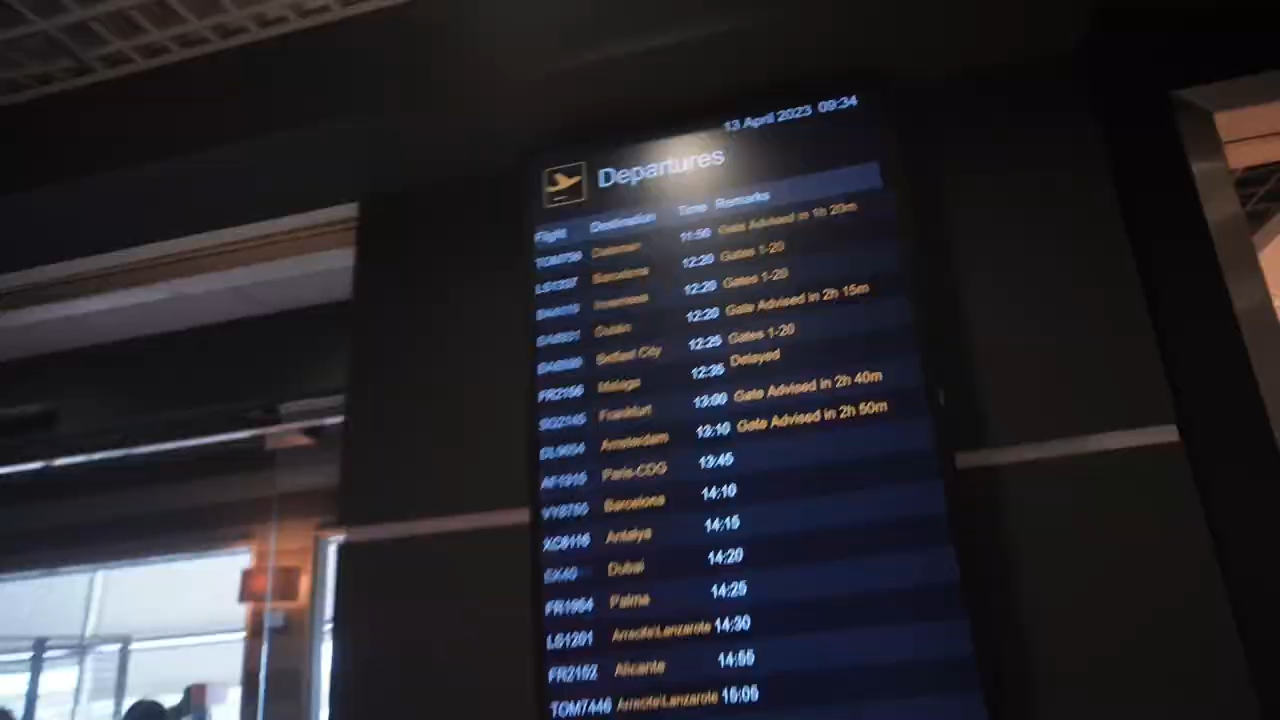 13 April 2023 09:34
Departures
Flight Destination Time Remarks
11:50 Gate Advised in 1h 20m
Barcelona 12:20 Gates 1-20
Inverness 12:20 Gates 1-20
Dublin 12:20 Gate Advised in 2h 15m
Belfast City 12:25 Gates 1-20
FR2156 Malaga 12:35 Delayed
Frankfurt 13:00 Gate Advised in 2h 40m
Amsterdam 13:10 Gate Advised in 2h 50m
Paris-CDG 13:45
VY8755 Barcelona 14:10
XC8116 Antalya 14:15
Dubai 14:20
FR1954 Palma 14:25
LS1201 Arrecife\Lanzarote 14:30
FR2152 Alicante 14:55
TOM7446 Arrecife\Lanzarote 15:05